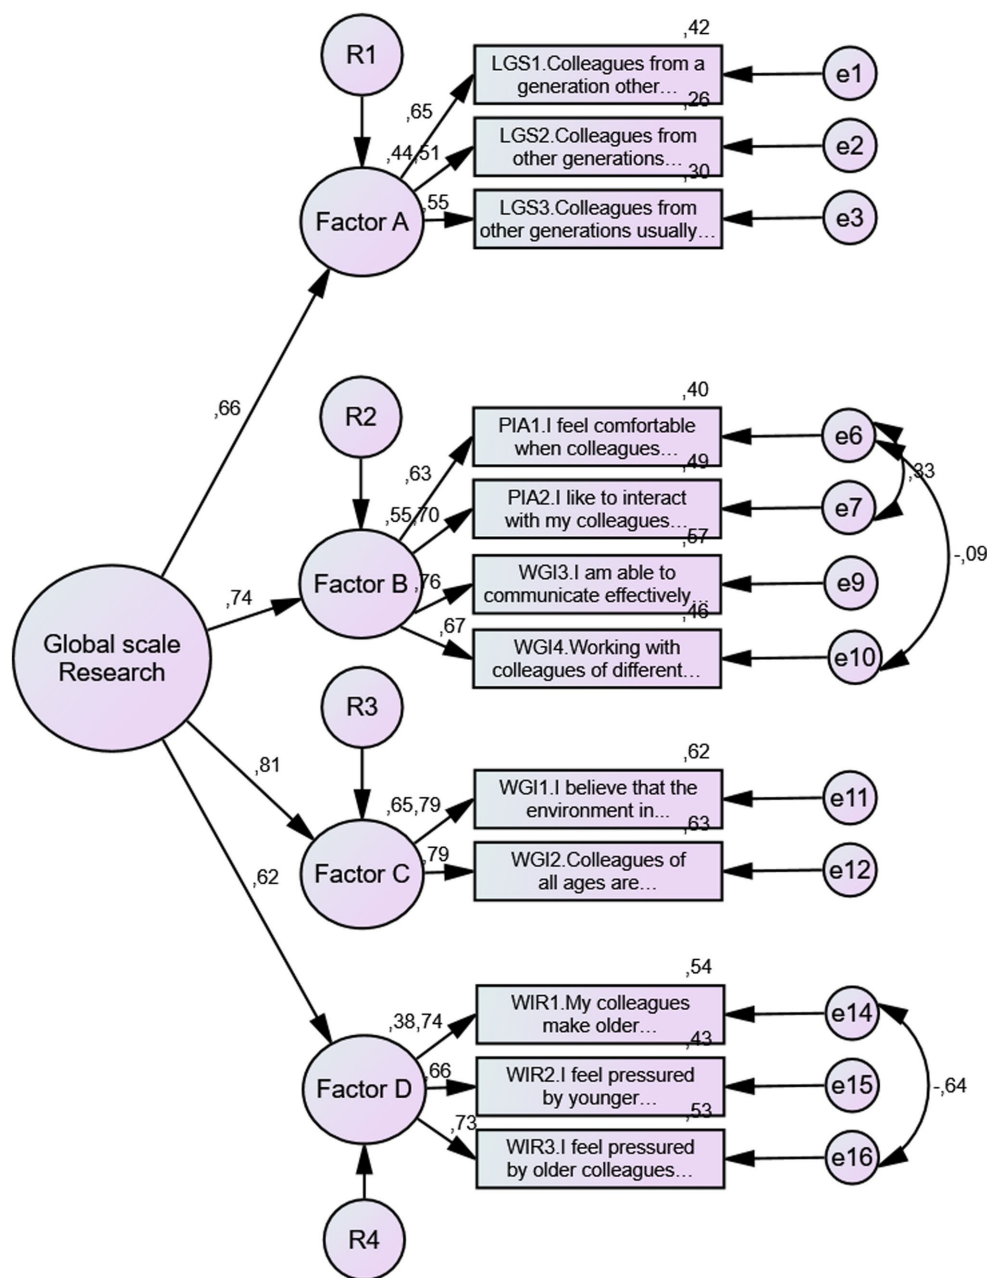 R1
,42
LGS1.Colleagues from a
generation other...
e1
,65
,26
LGS2.Colleagues from
other generations...
e2
,44,51
,30
LGS3.Colleagues from
other generations usually...
e3
,55
Factor A
,66
R2
,40
PIA1.I feel comfortable
when colleagues...
e6
,63
,49
PIA2.I like to interact
with my colleagues...
e7
,33
,55,70
,57
WGI3.I am able to
communicate effectively...
e9
-,09
Factor B
,76
,46
WGI4.Working with
colleagues of different...
e10
,67
,74
Global scale
Research
R3
,81
,62
WGI1.I believe that the
environment in...
e11
,65,79
,63
WGI2.Colleagues of
all ages are...
e12
,79
Factor C
,62
,54
WIR1.My colleagues
make older...
e14
,38,74
,43
WIR2.I feel pressured
by younger...
e15
-,64
,66
Factor D
,53
WIR3.I feel pressured
by older colleagues...
e16
,73
R4